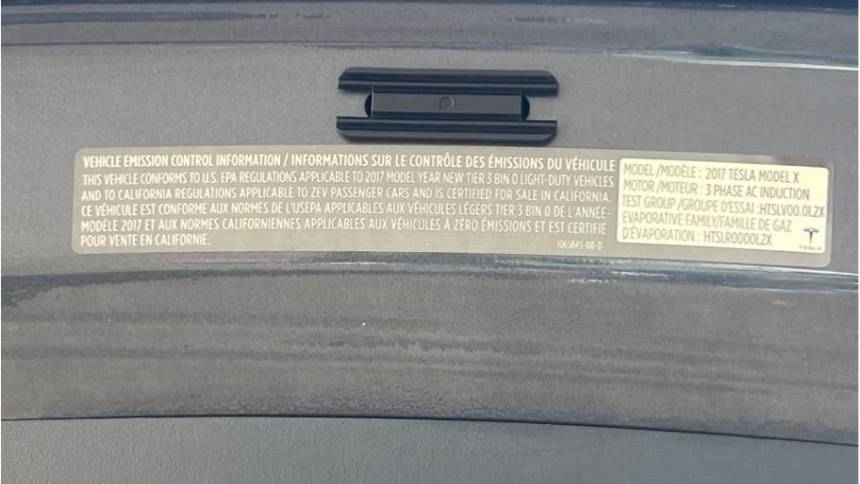 VEHICLE EMISSION CONTROL INFORMATION / INFORMATIONS SUR LE CONTRÔLE DES ÉMISSIONS DU VÉHICULE
THIS VEHICLE CONFORMS TO U.S. EPA REGULATIONS APPLICABLE TO 2017 MODEL YEAR NEW TIER 3 BIN 0 LIGHT-DUTY VEHICLES
AND TO CALIFORNIA REGULATIONS APPLICABLE TO ZEV PASSENGER CARS AND IS CERTIFIED FOR SALE IN CALIFORNIA.
CE VÉHICULE EST CONFORME AUX NORMES DE L'USEPA APPLICABLES AUX VÉHICULES LÉGERS TIER 3 BIN 0 DE L'ANNÉE-
MODÈLE 2017 ET AUX NORMES CALIFORNIENNES APPLICABLES AUX VÉHICULES À ZÉRO ÉMISSIONS ET EST CERTIFIÉ
POUR VENTE EN CALIFORNIE.
1065845-00-D
MODEL / MODÈLE : 2017 TESLA MODEL X
MOTOR / MOTEUR : 3 PHASE AC INDUCTION
TEST GROUP / GROUPE D'ESSAI : HTSLV00.0L2X
EVAPORATIVE FAMILY/FAMILLE DE GAZ
D'ÉVAPORATION : HTSLR0000L2X
TESLA